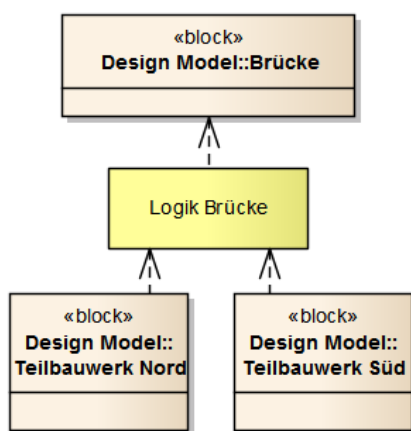 «block»
Design Model::Brücke
Logik Brücke
«block»
Design Model::
Teilbauwerk Nord
«block»
Design Model::
Teilbauwerk Süd